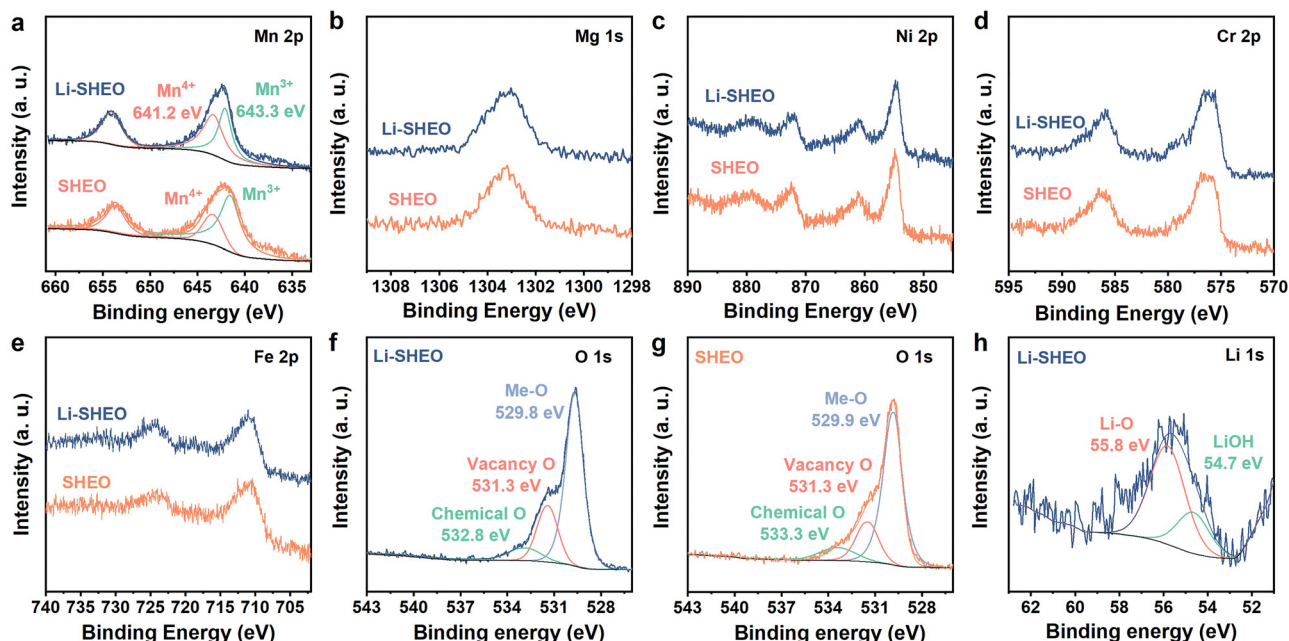 a
Mn 2p
Li-SHEO
Mn4+
641.2 eV
Mn3+
643.3 eV
SHEO
Mn4+
Mn3+
Intensity (a. u.)
660 655 650 645 640 635
Binding energy (eV)
b
Mg 1s
Li-SHEO
SHEO
Intensity (a. u.)
1308 1306 1304 1302 1300 1298
Binding Energy (eV)
c
Ni 2p
Li-SHEO
SHEO
Intensity (a. u.)
890 880 870 860 850
Binding Energy (eV)
d
Cr 2p
Li-SHEO
SHEO
Intensity (a. u.)
595 590 585 580 575 570
Binding Energy (eV)
e
Fe 2p
Li-SHEO
SHEO
Intensity (a. u.)
740 735 730 725 720 715 710 705
Binding Energy (eV)
f
Li-SHEO
O 1s
Me-O
529.8 eV
Vacancy O
531.3 eV
Chemical O
532.8 eV
Intensity (a. u.)
543 540 537 534 531 528
Binding energy (eV)
g
SHEO
O 1s
Me-O
529.9 eV
Vacancy O
531.3 eV
Chemical O
533.3 eV
Intensity (a. u.)
543 540 537 534 531 528
Binding energy (eV)
h
Li-SHEO
Li 1s
Li-O
55.8 eV
LiOH
54.7 eV
Intensity (a. u.)
62 60 58 56 54 52 51
Binding Energy (eV)